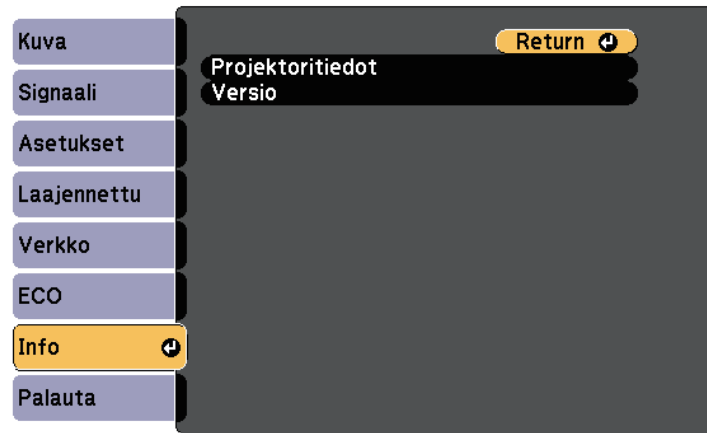 Kuva
Signaali
Asetukset
Laajennettu
Verkko
ECO
Info
Palauta
Return
Projektoritiedot
Versio